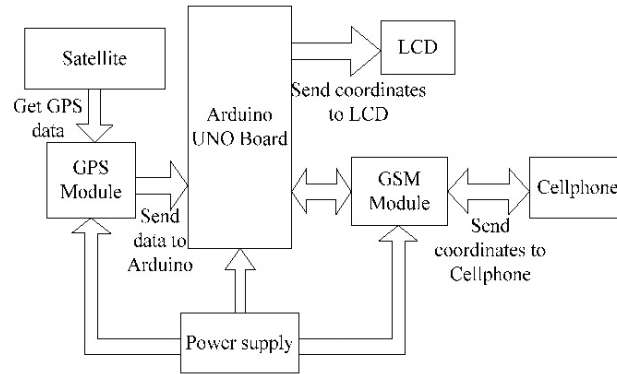 Satellite
Get GPS
data
GPS
Module
Send
data to
Arduino
Arduino
UNO Board
LCD
Send coordinates
to LCD
GSM
Module
Cellphone
Send
coordinates to
Cellphone
Power supply